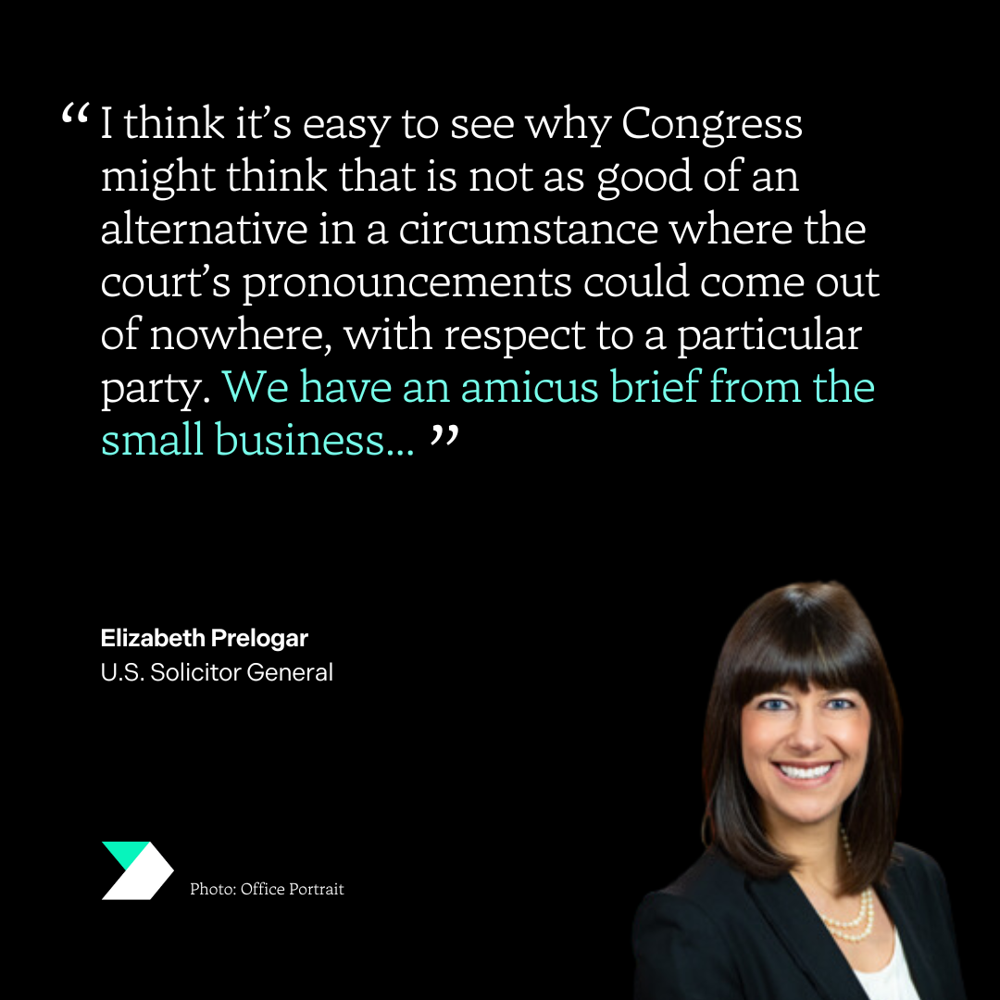 “I think it’s easy to see why Congress
might think that is not as good of an
alternative in a circumstance where the
court’s pronouncements could come out
of nowhere, with respect to a particular
party. We have an amicus brief from the
small business... ”
Elizabeth Prelogar
U.S. Solicitor General
Photo: Office Portrait